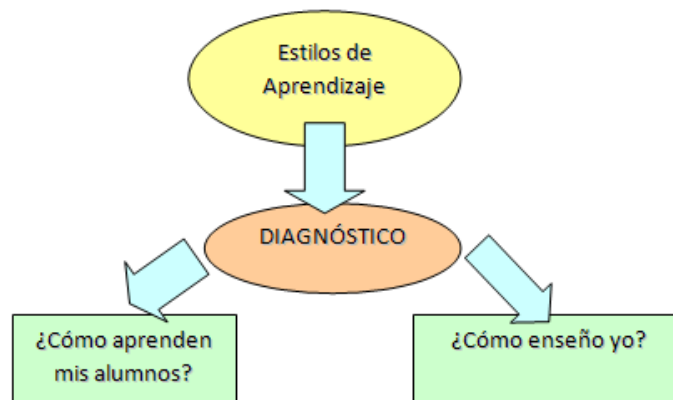 Estilos de
Aprendizaje
DIAGNÓSTICO
¿Cómo aprenden
mis alumnos?
¿Cómo enseño yo?